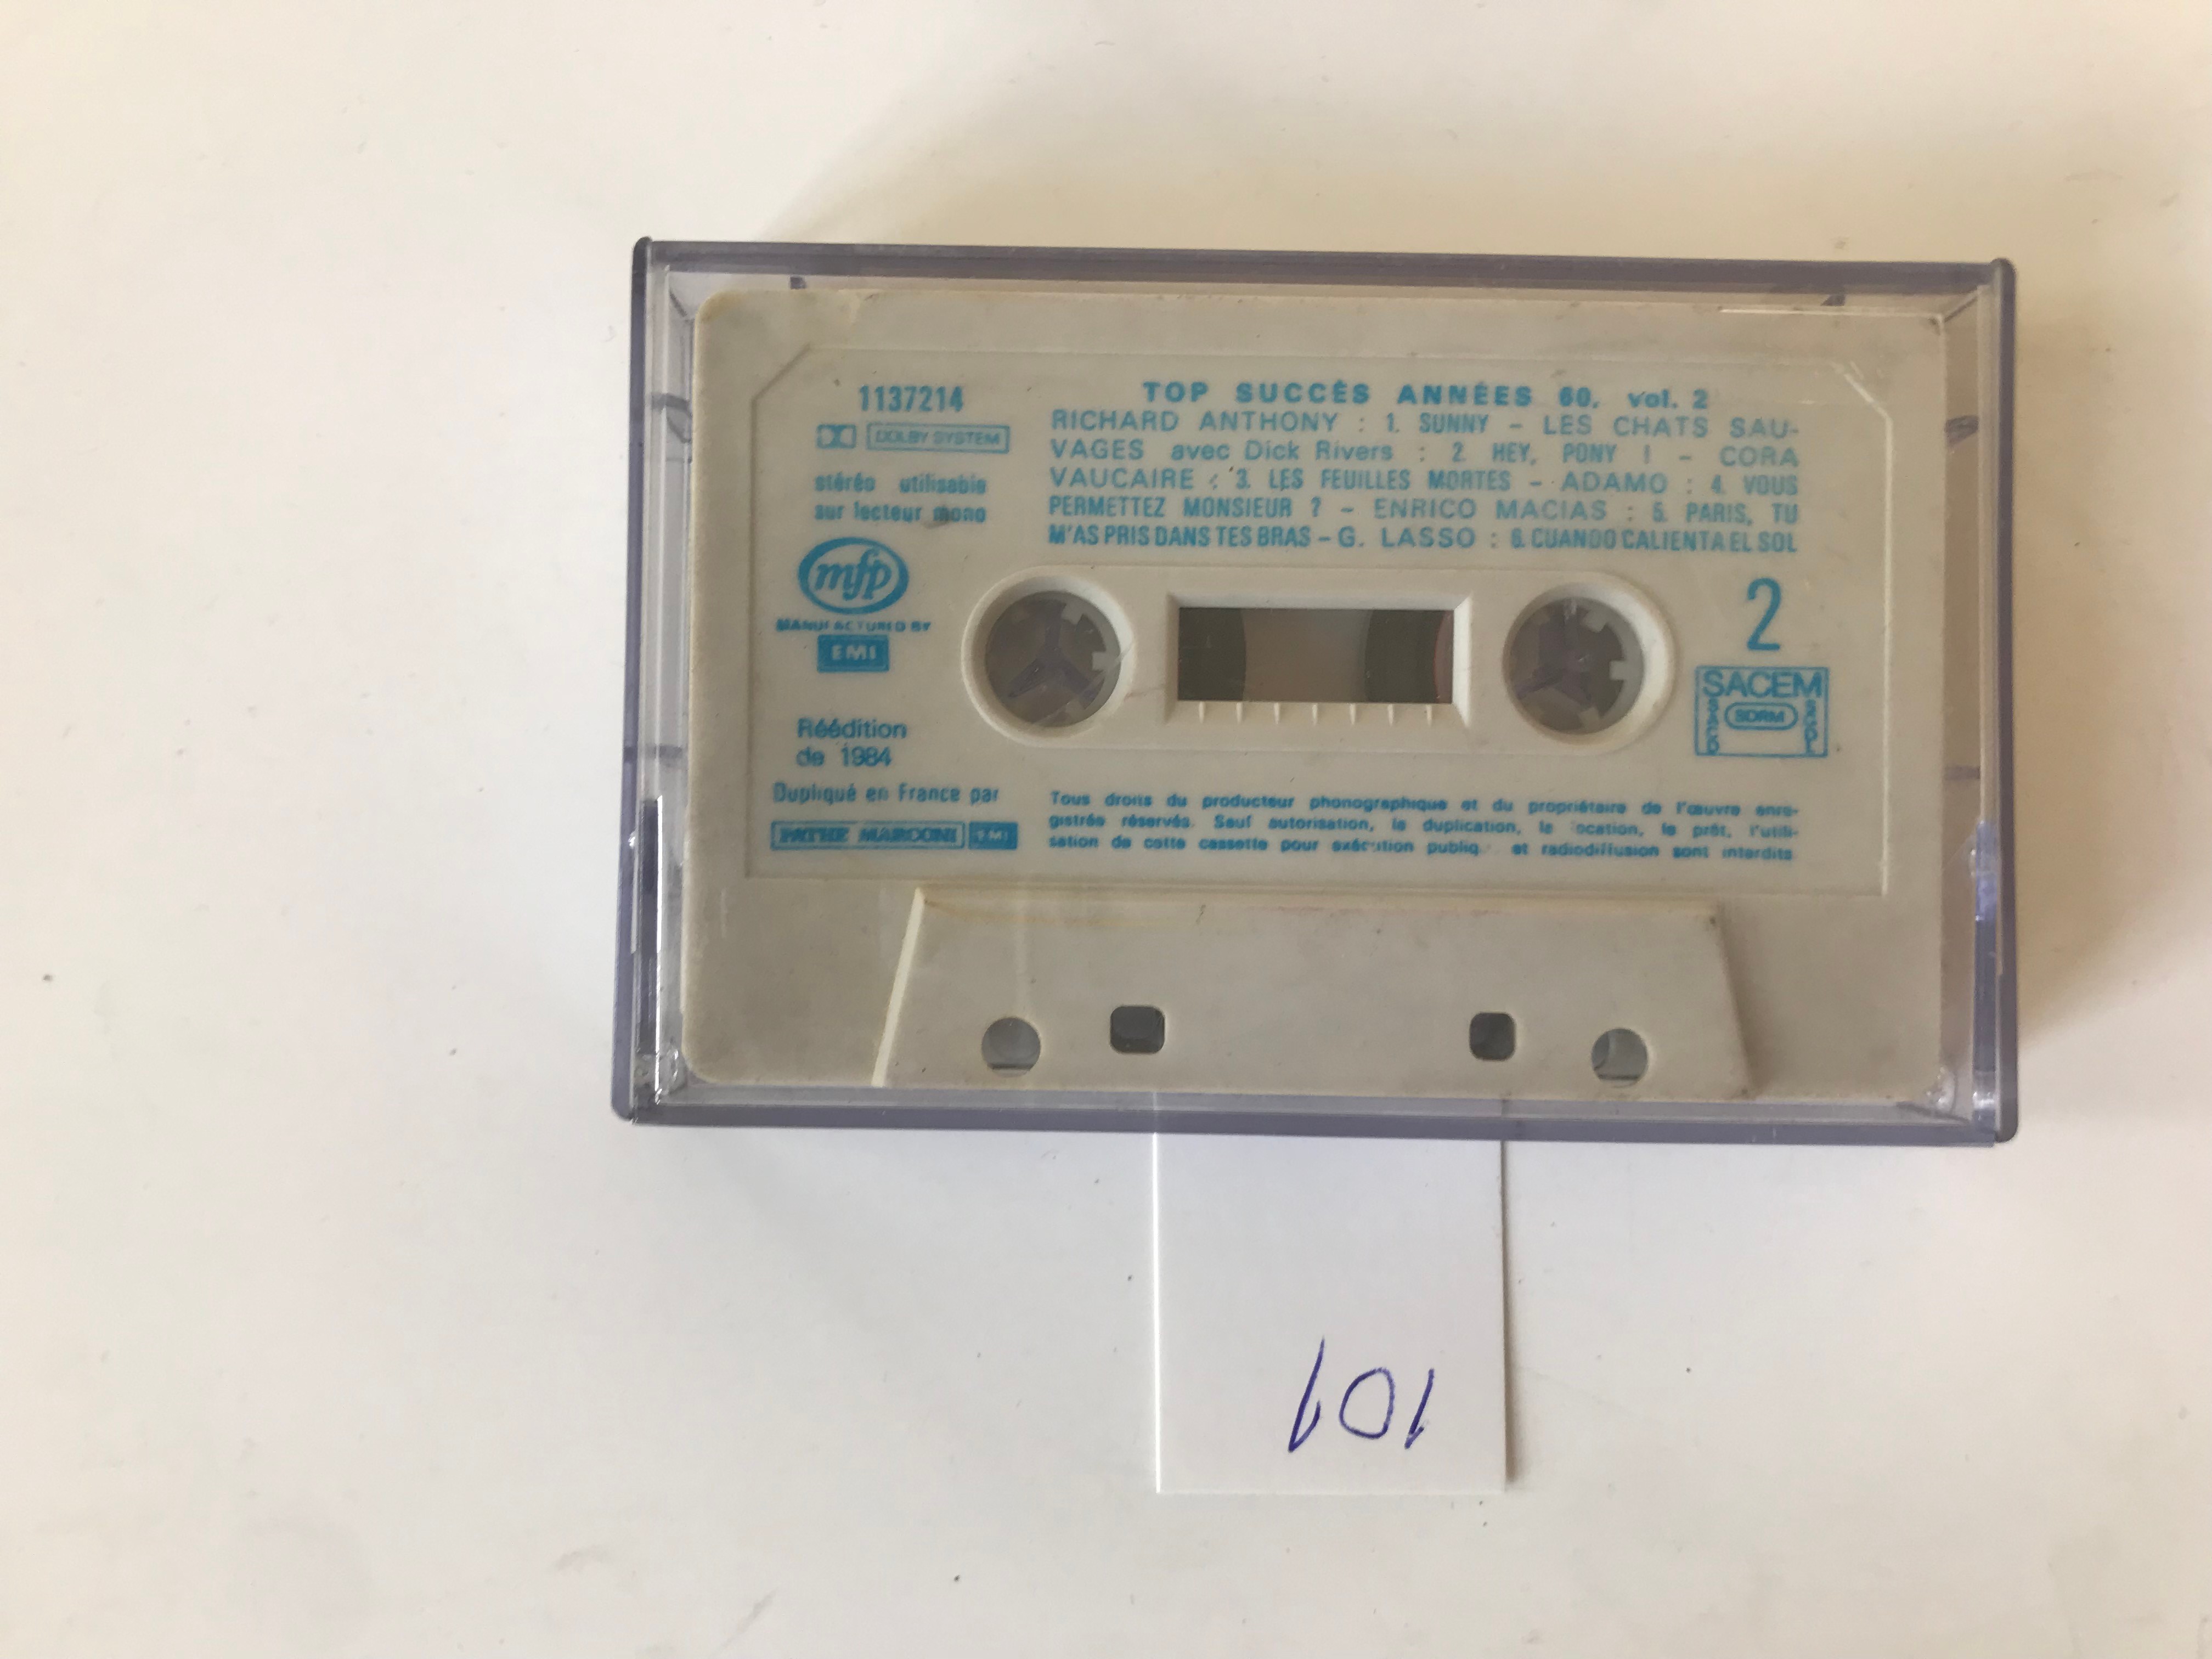 1137214
DOLBY SYSTEM
stéréo utilisable
sur lecteur mono
mfp
MANUFACTURED BY
EMI
Réédition
de 1984
Dupliqué en France par
PATHE MARCONI EMI
TOP SUCCÈS ANNÉES 60. vol. 2
RICHARD ANTHONY : 1. SUNNY - LES CHATS SAU-
VAGES avec Dick Rivers : 2. HEY, PONY ! - CORA
VAUCAIRE : 3. LES FEUILLES MORTES - ADAMO : 4. VOUS
PERMETTEZ MONSIEUR ? - ENRICO MACIAS : 5. PARIS, TU
M'AS PRIS DANS TES BRAS - G. LASSO : 6. CUANDO CALIENTA EL SOL
2
SACEM
SACD SDRM SGDL
Tous droits du producteur phonographique et du propriétaire de l'œuvre enre-
gistrée réservés. Sauf autorisation, la duplication, la location, le prêt, l'utili-
sation de cette cassette pour exécution publiq et radiodiffusion sont interdits
101